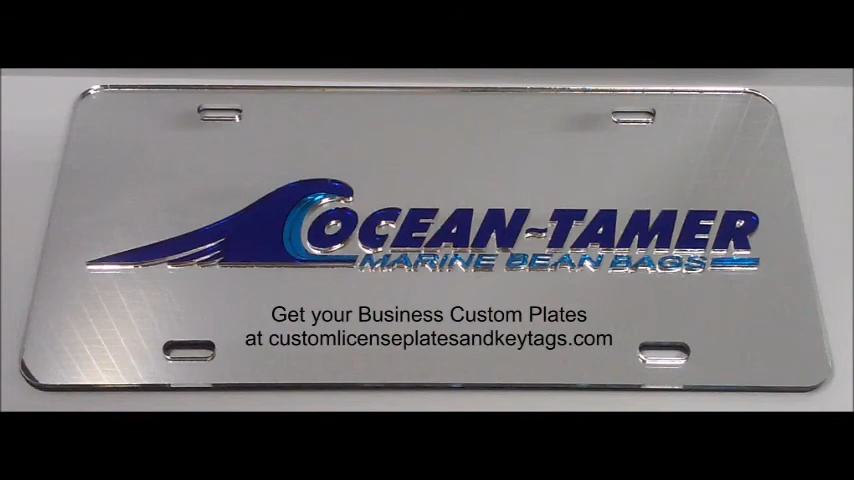 OCEAN~TAMER
MARINE BEAN BAGS
Get your Business Custom Plates
at customlicenseplatesandkeytags.com